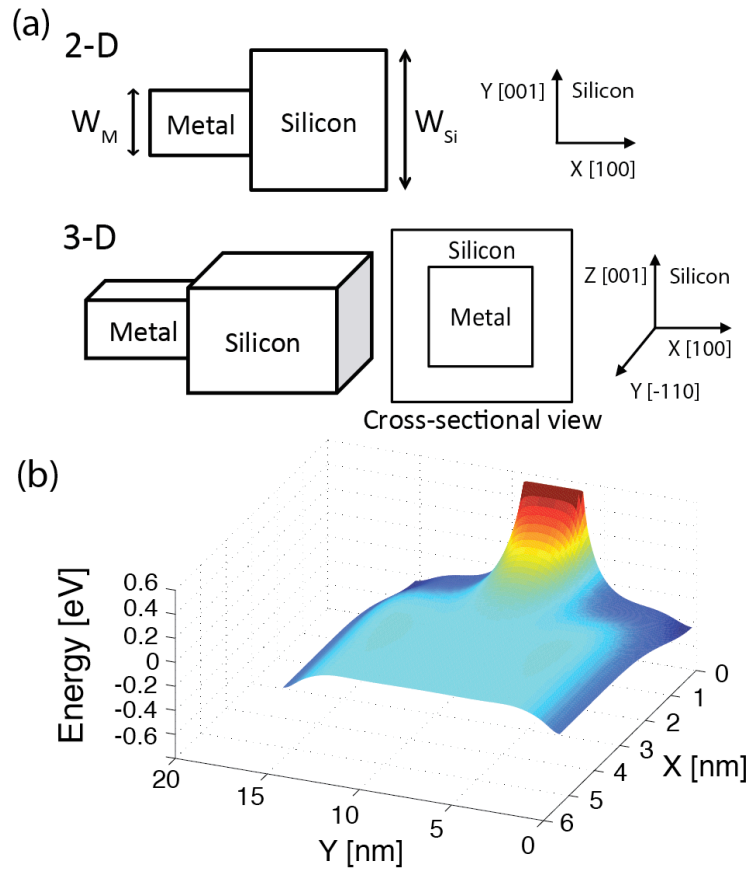 (a)
2-D
W_M
Metal
Silicon
W_Si
Y [001]
Silicon
X [100]
3-D
Metal
Silicon
Silicon
Metal
Cross-sectional view
Z [001]
Silicon
X [100]
Y [-110]
(b)
Energy [eV]
0.6
0.4
0.2
0
-0.2
-0.4
-0.6
20
15
10
5
0
Y [nm]
0
1
2
3
4
5
6
X [nm]